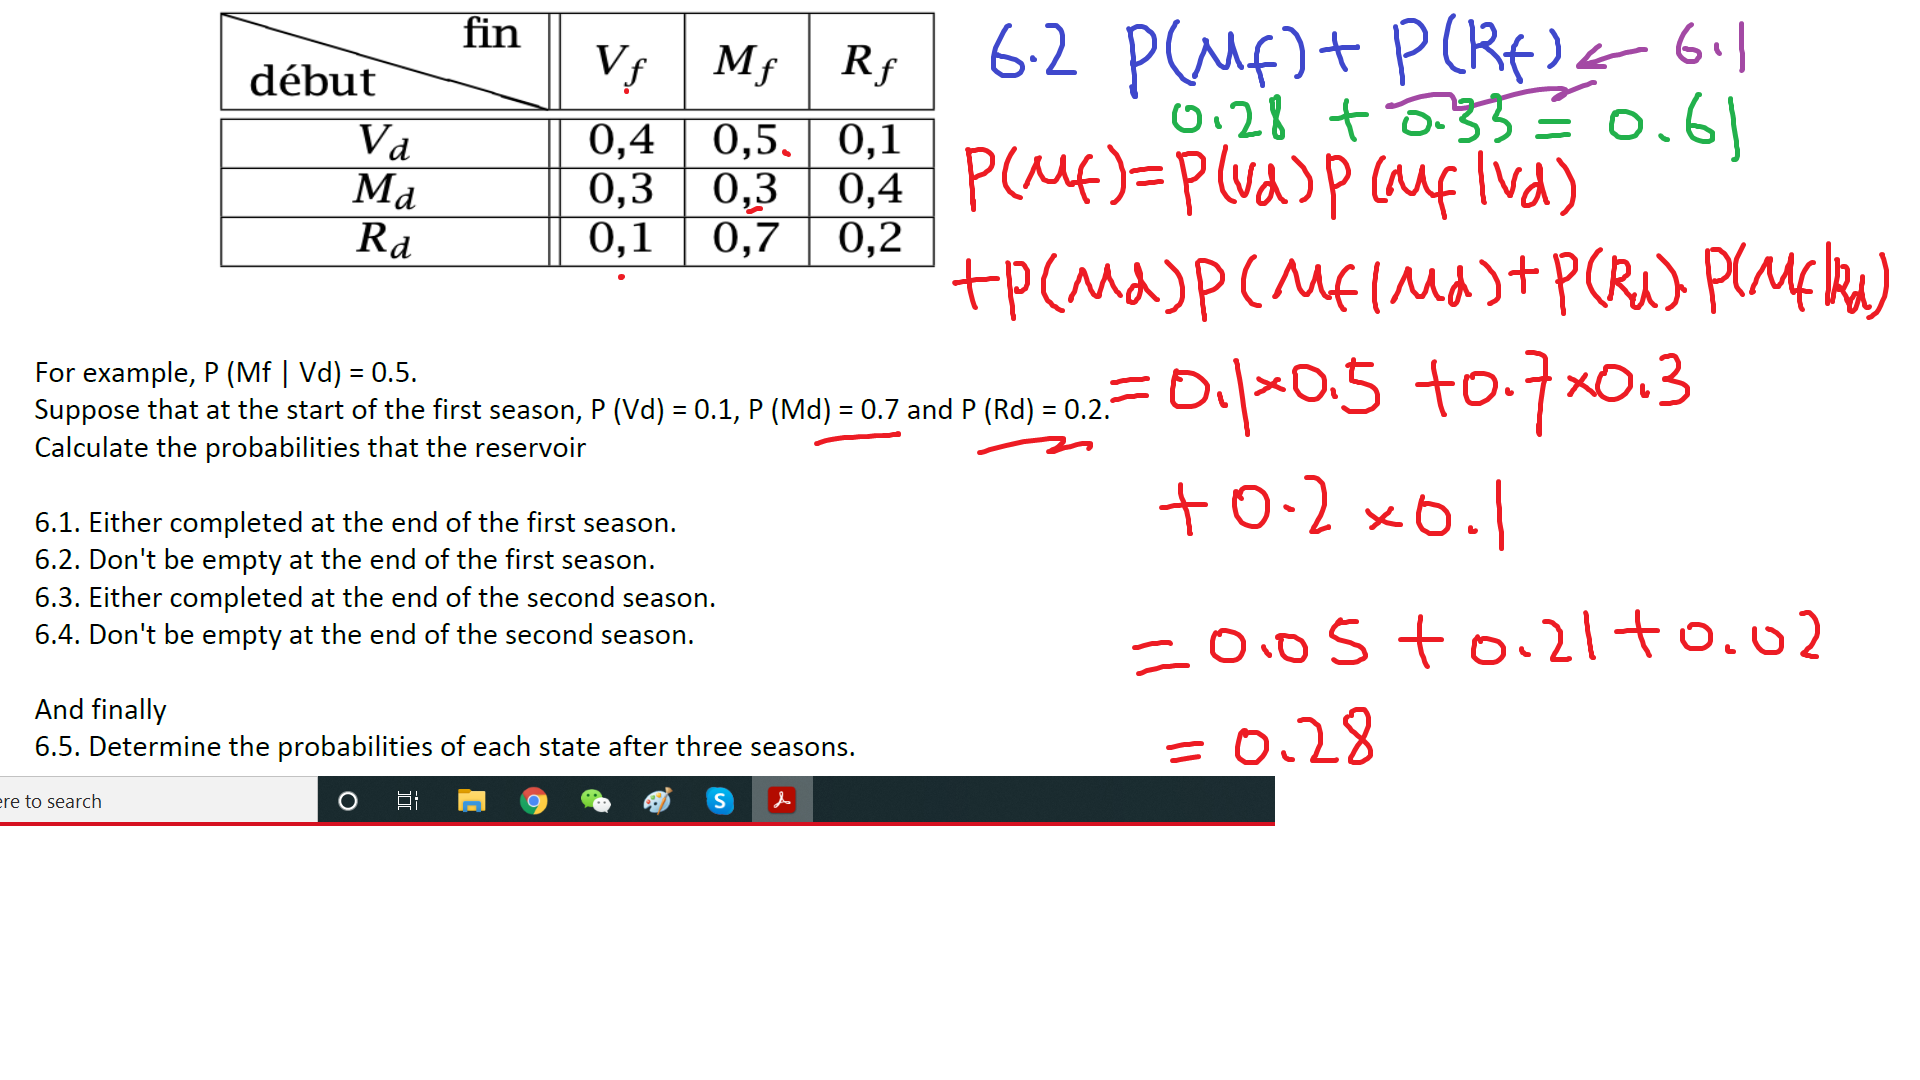 fin
début
V_f M_f R_f
V_d 0,4 0,5 0,1
M_d 0,3 0,3 0,4
R_d 0,1 0,7 0,2
For example, P (Mf | Vd) = 0.5.
Suppose that at the start of the first season, P (Vd) = 0.1, P (Md) = 0.7 and P (Rd) = 0.2.
Calculate the probabilities that the reservoir
6.1. Either completed at the end of the first season.
6.2. Don't be empty at the end of the first season.
6.3. Either completed at the end of the second season.
6.4. Don't be empty at the end of the second season.
And finally
6.5. Determine the probabilities of each state after three seasons.
ere to search
6.2 P(Mf) + P(Rf) ← 6.1
0.28 + 0.33 = 0.61
P(Mf) = P(Vd) P(Mf | Vd)
+ P(Md) P(Mf | Md) + P(Rd). P(Mf | Rd)
= 0.1 × 0.5 + 0.7 × 0.3
+ 0.2 × 0.1
= 0.05 + 0.21 + 0.02
= 0.28